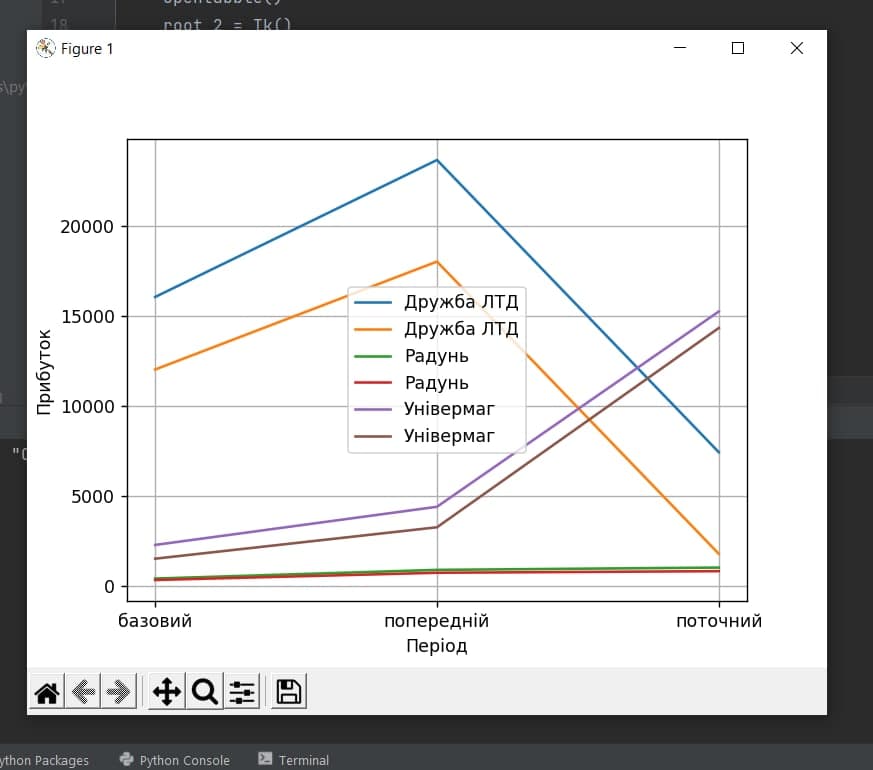 18 root_2 = Tk()
Figure 1
20000
15000
10000
5000
0
Прибуток
Дружба ЛТД
Дружба ЛТД
Радунь
Радунь
Універмаг
Універмаг
базовий попередній поточний
Період
ython Packages Python Console Terminal